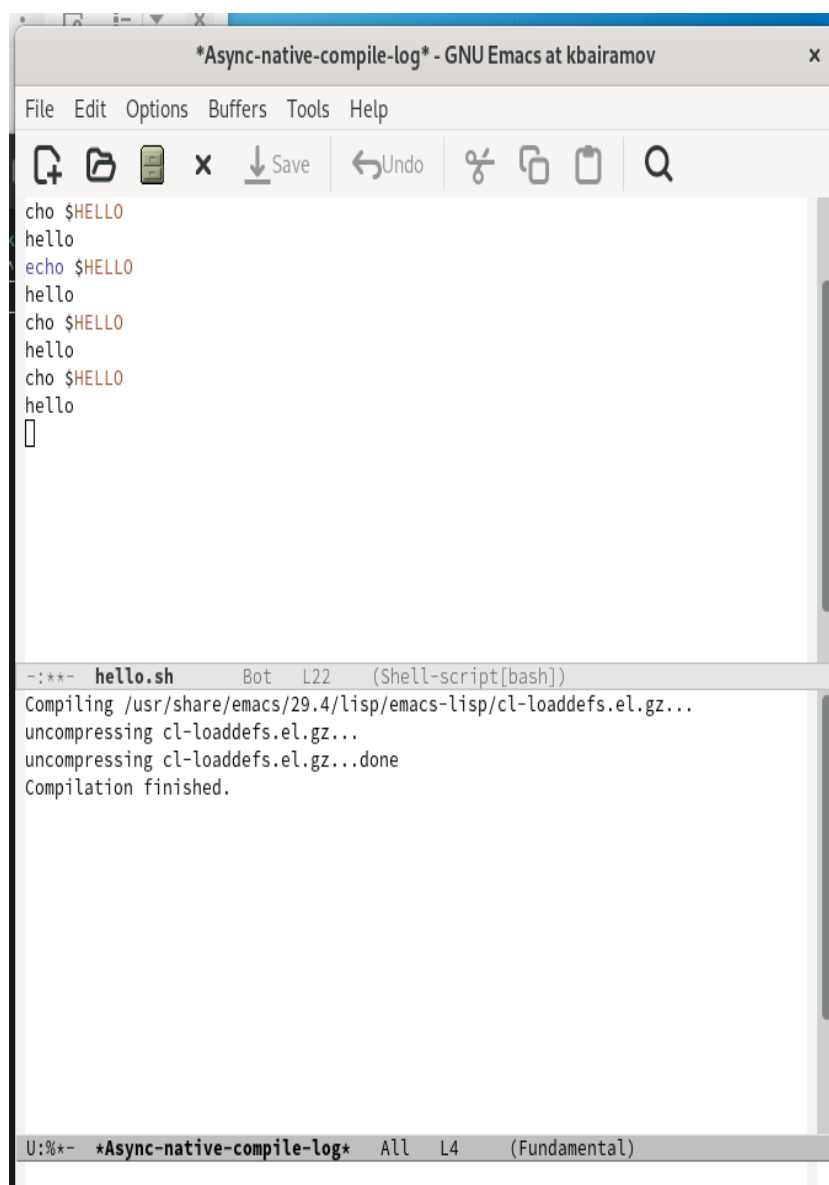 *Async-native-compile-log* - GNU Emacs at kbairamov x
File Edit Options Buffers Tools Help
Save Undo
cho $HELLO
hello
echo $HELLO
hello
cho $HELLO
hello
cho $HELLO
hello
-:**- hello.sh Bot L22 (Shell-script[bash])
Compiling /usr/share/emacs/29.4/lisp/emacs-lisp/cl-loaddefs.el.gz...
uncompressing cl-loaddefs.el.gz...
uncompressing cl-loaddefs.el.gz...done
Compilation finished.
U:%*- *Async-native-compile-log* All L4 (Fundamental)